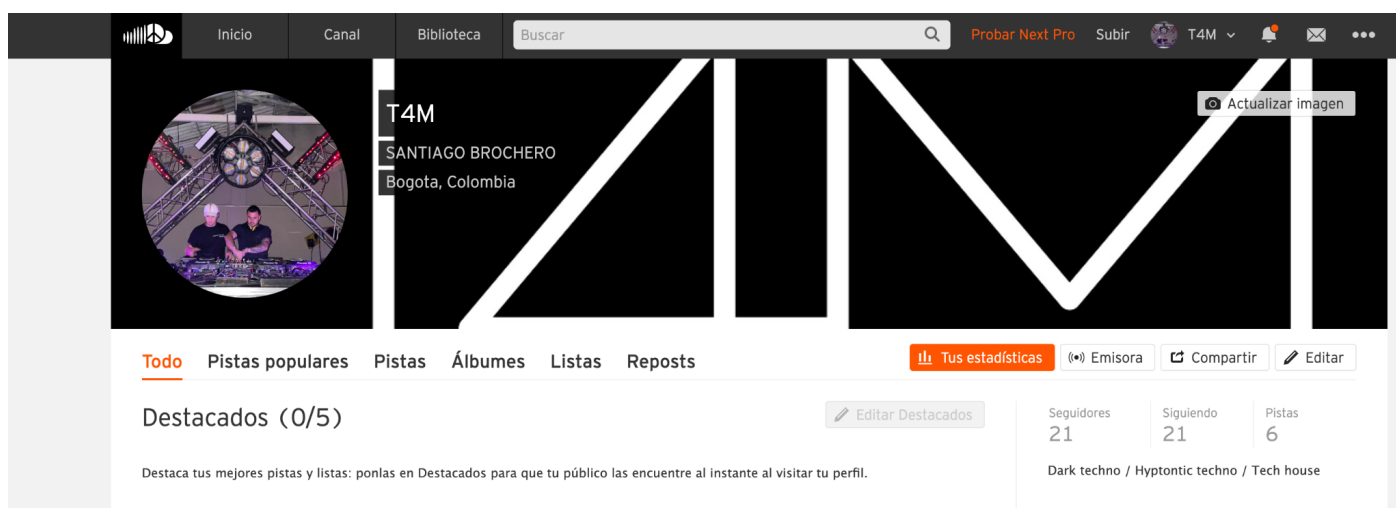 Inicio Canal Biblioteca Buscar Probar Next Pro Subir T4M
T4M
SANTIAGO BROCHERO
Bogota, Colombia
Actualizar imagen
T4M
Todo Pistas populares Pistas Álbumes Listas Reposts Tus estadísticas Emisora Compartir Editar
Destacados (0/5) Editar Destacados
Seguidores Siguiendo Pistas
21 21 6
Destaca tus mejores pistas y listas: ponlas en Destacados para que tu público las encuentre al instante al visitar tu perfil.
Dark techno / Hyptontic techno / Tech house